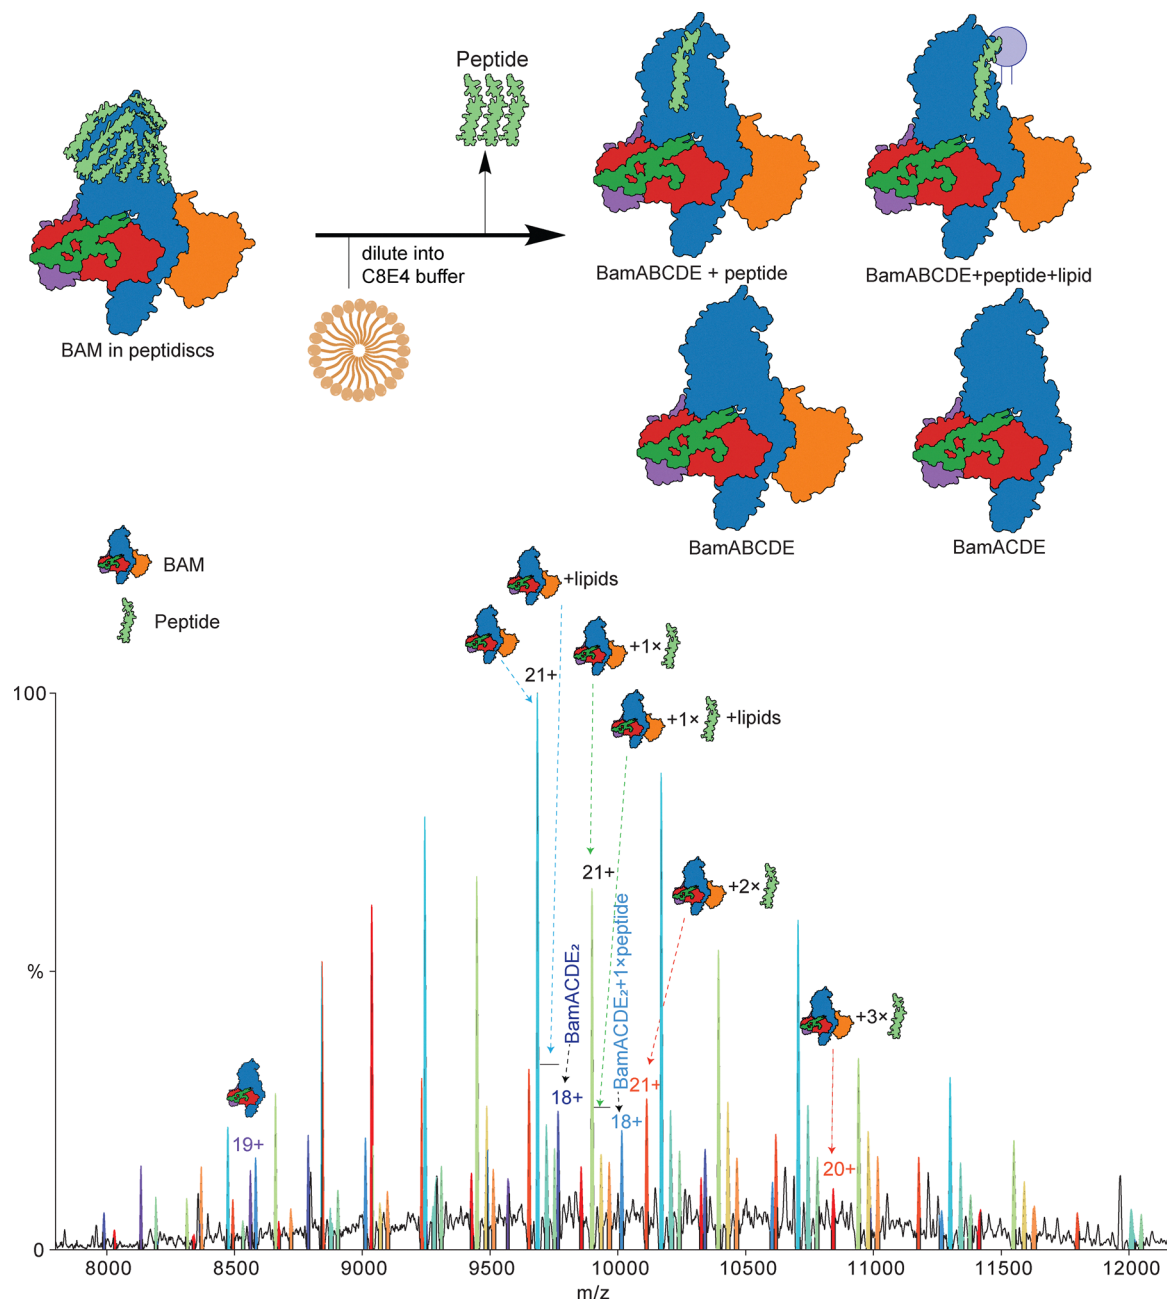 Peptide
dilute into
C8E4 buffer
BAM in peptidiscs
BamABCDE + peptide
BamABCDE+peptide+lipid
BamABCDE
BamACDE
BAM
Peptide
+lipids
+1×
21+
+1×
+lipids
21+
+2×
BamACDE₂
BamACDE₂+1×peptide
+3×
19+
18+
18+
21+
20+
100
%
0
8000
8500
9000
9500
10000
10500
11000
11500
12000
m/z